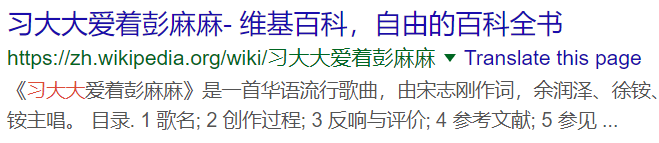 习大大爱着彭麻麻- 维基百科，自由的百科全书
https://zh.wikipedia.org/wiki/习大大爱着彭麻麻 ▼ Translate this page
《习大大爱着彭麻麻》是一首华语流行歌曲，由宋志刚作词，余润泽、徐铵、
铵主唱。 目录. 1 歌名; 2 创作过程; 3 反响与评价; 4 参考文献; 5 参见 ...